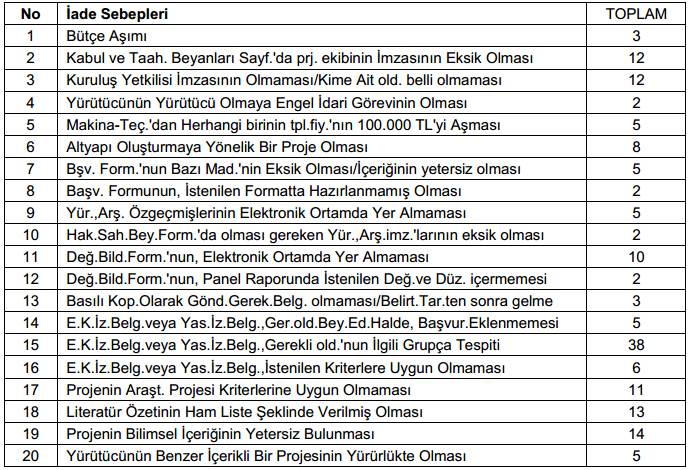 No İade Sebepleri TOPLAM
1 Bütçe Aşımı 3
2 Kabul ve Taah. Beyanları Sayf.'da prj. ekibinin İmzasının Eksik Olması 12
3 Kuruluş Yetkilisi İmzasının Olmaması/Kime Ait old. belli olmaması 12
4 Yürütücünün Yürütücü Olmaya Engel İdari Görevinin Olması 2
5 Makina-Teç.'dan Herhangi birinin tpl.fiy.'nın 100.000 TL'yi Aşması 5
6 Altyapı Oluşturmaya Yönelik Bir Proje Olması 8
7 Bşv. Form.'nun Bazı Mad.'nin Eksik Olması/İçeriğinin yetersiz olması 5
8 Başv. Formunun, İstenilen Formatta Hazırlanmamış Olması 2
9 Yür.,Arş. Özgeçmişlerinin Elektronik Ortamda Yer Almaması 5
10 Hak.Sah.Bey.Form.'da olması gereken Yür.,Arş.imz.'larının eksik olması 2
11 Değ.Bild.Form.'nun, Elektronik Ortamda Yer Almaması 10
12 Değ.Bild.Form.'nun, Panel Raporunda İstenilen Değ.ve Düz. içermemesi 2
13 Basılı Kop.Olarak Gönd.Gerek.Belg. olmaması/Belirt.Tar.ten sonra gelme 3
14 E.K.İz.Belg.veya Yas.İz.Belg.,Ger.old.Bey.Ed.Halde, Başvur.Eklenmemesi 5
15 E.K.İz.Belg.veya Yas.İz.Belg.,Gerekli old.'nun İlgili Grupça Tespiti 38
16 E.K.İz.Belg.veya Yas.İz.Belg.,İstenilen Kriterlere Uygun Olmaması 6
17 Projenin Araşt. Projesi Kriterlerine Uygun Olmaması 11
18 Literatür Özetinin Ham Liste Şeklinde Verilmiş Olması 13
19 Projenin Bilimsel İçeriğinin Yetersiz Bulunması 14
20 Yürütücünün Benzer İçerikli Bir Projesinin Yürürlükte Olması 5